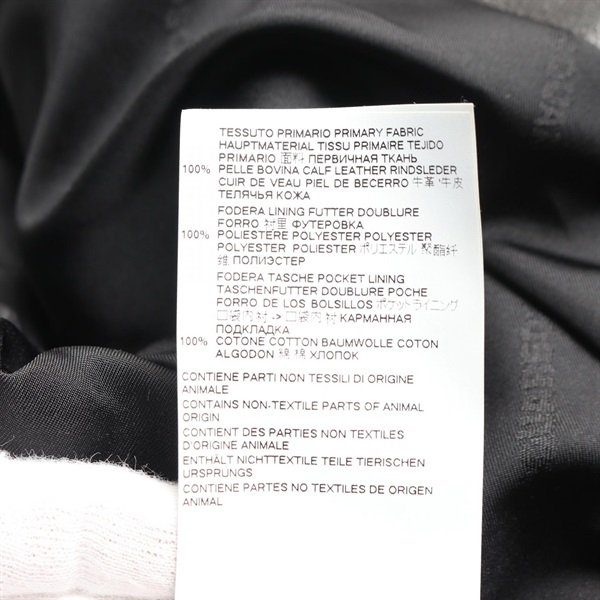 TESSUTO PRIMARIO PRIMARY FABRIC
HAUPTMATERIAL TISSU PRIMAIRE TEJIDO
PRIMARIO 面料 ПЕРВИЧНАЯ ТКАНЬ
100% PELLE BOVINA CALF LEATHER RINDSLEDER
CUIR DE VEAU PIEL DE BECERRO 牛革 牛皮
ТЕЛЯЧЬЯ КОЖА
FODERA LINING FUTTER DOUBLURE
FORRO 衬里 ФУТЕРОВКА
100% POLIESTERE POLYESTER POLYESTER
POLYESTER POLIESTER ポリエステル 聚酯纤
维 ПОЛИЭСТЕР
FODERA TASCHE POCKET LINING
TASCHENFUTTER DOUBLURE POCHE
FORRO DE LOS BOLSILLOS ポケットライニング
口袋内衬 -> 口袋内衬 КАРМАННАЯ
ПОДКЛАДКА
100% COTONE COTTON BAUMWOLLE COTON
ALGODON 綿 棉 ХЛОПОК
CONTIENE PARTI NON TESSILI DI ORIGINE
ANIMALE
CONTAINS NON-TEXTILE PARTS OF ANIMAL
ORIGIN
CONTIENT DES PARTIES NON TEXTILES
D'ORIGINE ANIMALE
ENTHÄLT NICHTTEXTILE TEILE TIERISCHEN
URSPRUNGS
CONTIENE PARTES NO TEXTILES DE ORIGEN
ANIMAL